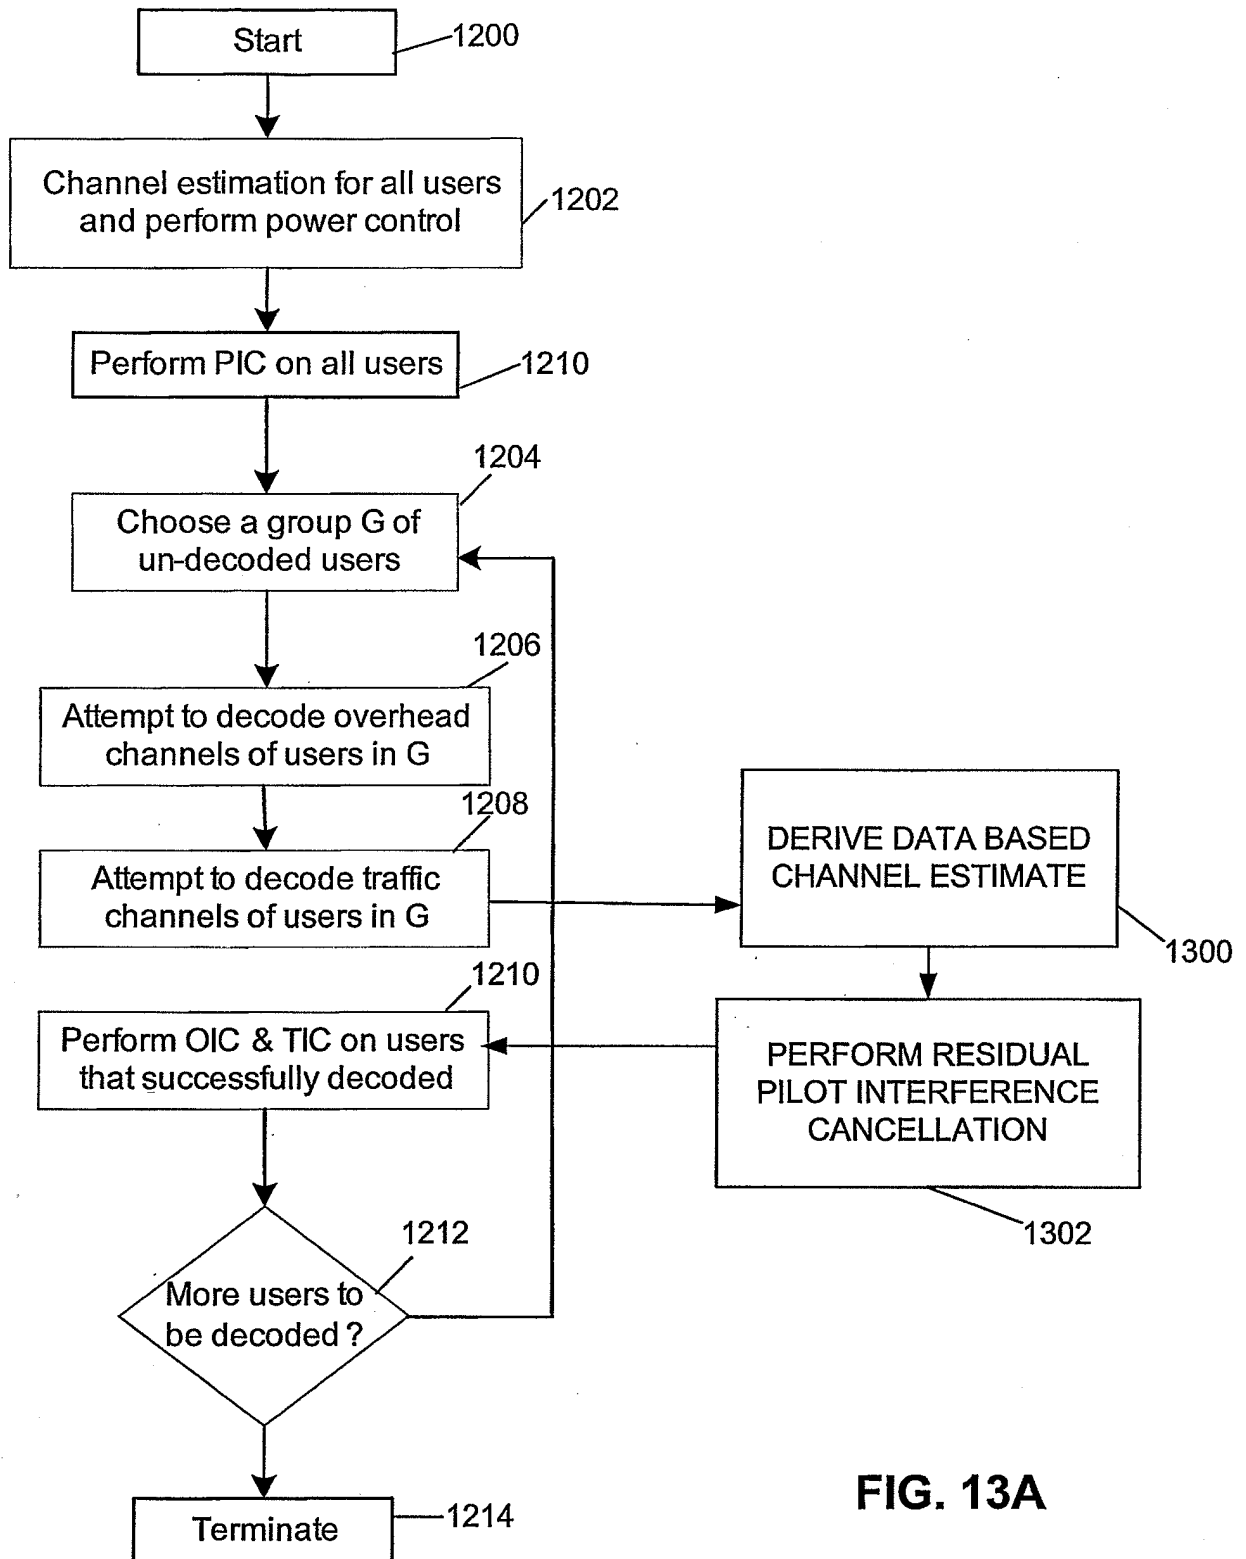 Start
1200
Channel estimation for all users
and perform power control
1202
Perform PIC on all users
1210
1204
Choose a group G of
un-decoded users
1206
Attempt to decode overhead
channels of users in G
1208
Attempt to decode traffic
channels of users in G
DERIVE DATA BASED
CHANNEL ESTIMATE
1300
1210
Perform OIC & TIC on users
that successfully decoded
PERFORM RESIDUAL
PILOT INTERFERENCE
CANCELLATION
1302
1212
More users to
be decoded ?
Terminate
1214
FIG. 13A